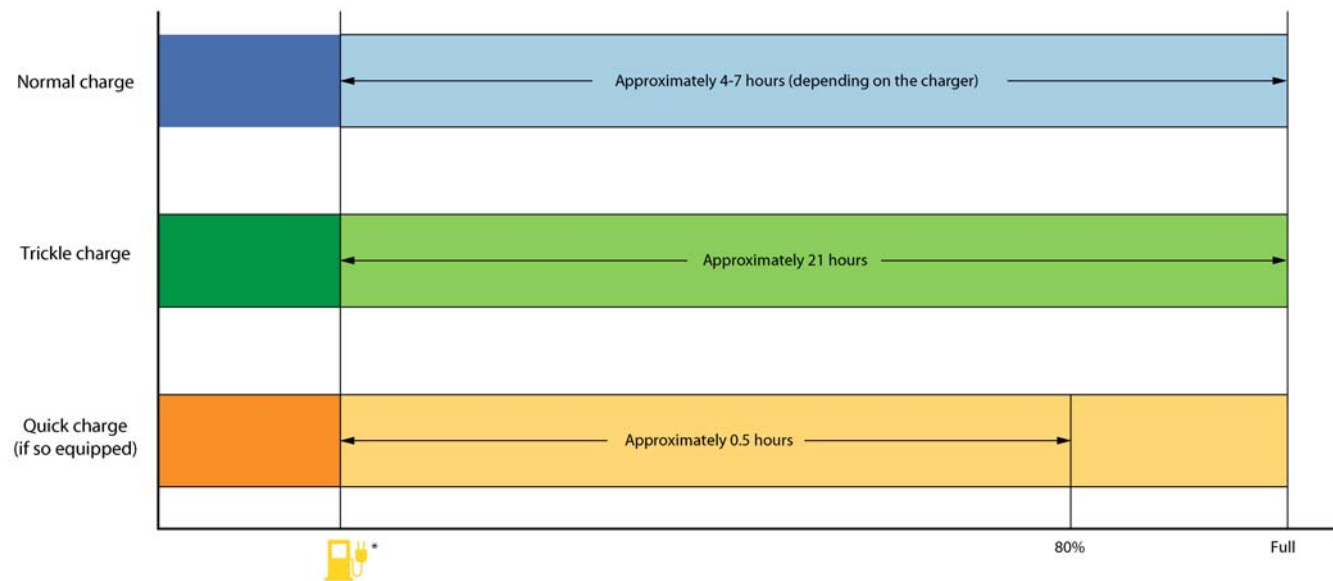 Normal charge
Approximately 4-7 hours (depending on the charger)
Trickle charge
Approximately 21 hours
Quick charge
(if so equipped)
Approximately 0.5 hours
*
80%
Full